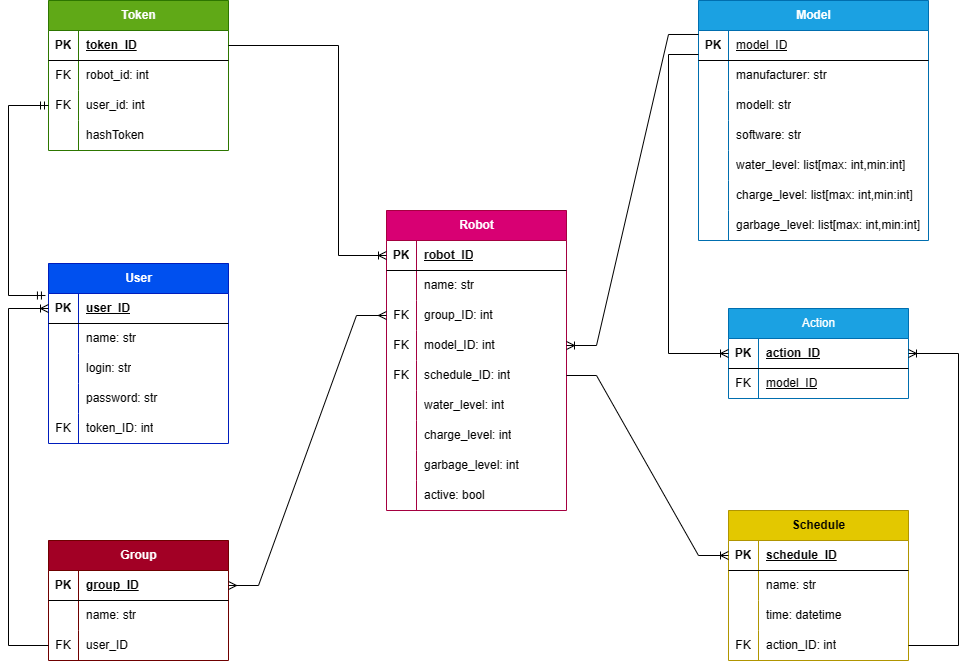 Token
PK token_ID
FK robot_id: int
FK user_id: int
hashToken
User
PK user_ID
name: str
login: str
password: str
FK token_ID: int
Group
PK group_ID
name: str
FK user_ID
Robot
PK robot_ID
name: str
FK group_ID: int
FK model_ID: int
FK schedule_ID: int
water_level: int
charge_level: int
garbage_level: int
active: bool
Model
PK model_ID
manufacturer: str
modell: str
software: str
water_level: list[max: int,min:int]
charge_level: list[max: int,min:int]
garbage_level: list[max: int,min:int]
Action
PK action_ID
FK model_ID
Schedule
PK schedule_ID
name: str
time: datetime
FK action_ID: int